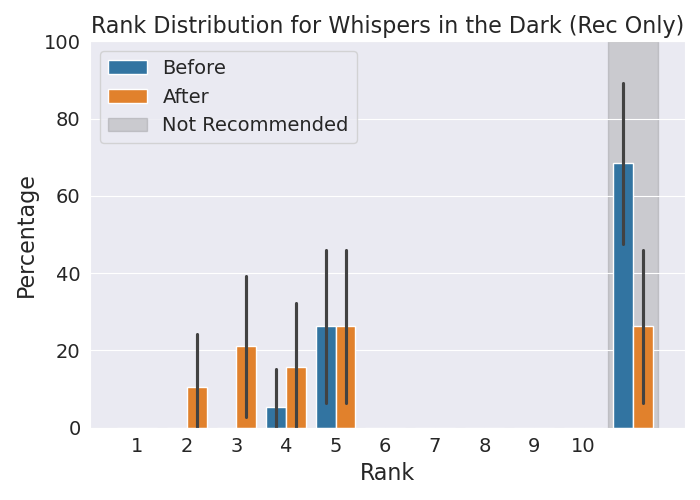 Rank Distribution for Whispers in the Dark (Rec Only)
100
80
60
40
20
0
Percentage
Before
After
Not Recommended
1 2 3 4 5 6 7 8 9 10
Rank